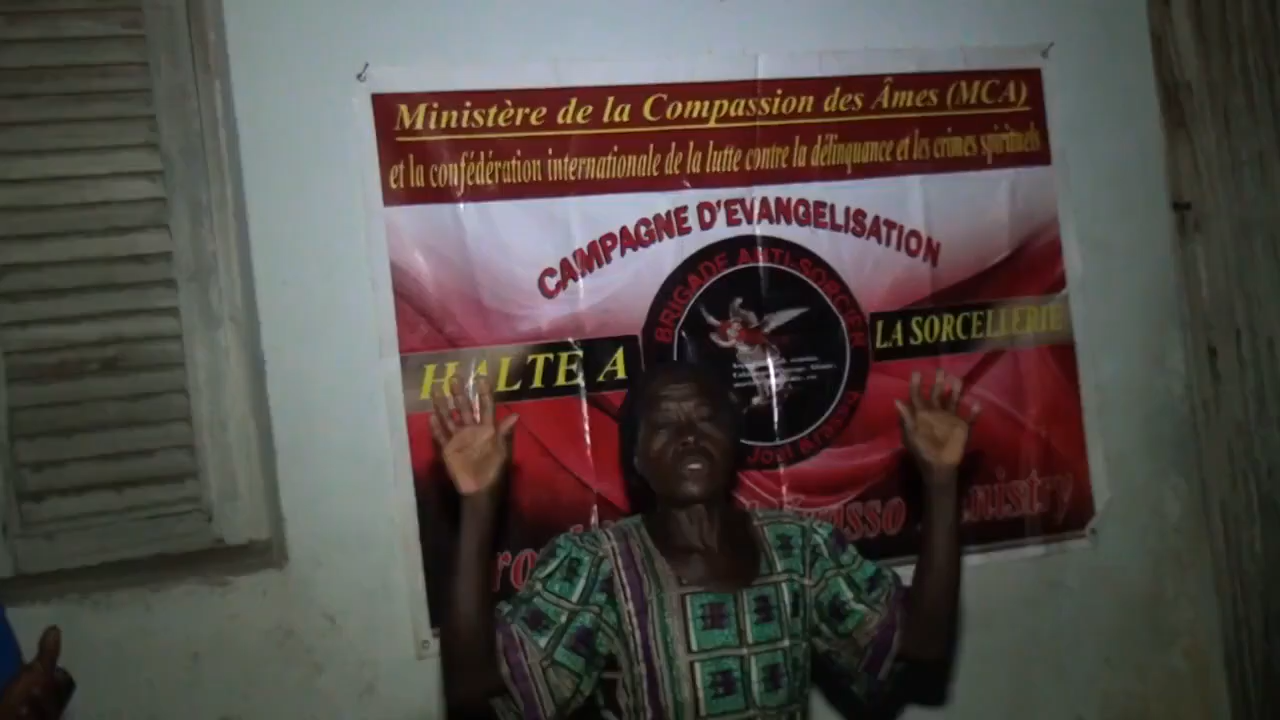 Ministère de la Compassion des Âmes (MCA)
et la confédération internationale de la lutte contre la délinquance et les crimes spirituels
CAMPAGNE D'EVANGELISATION
BRIGADE ANTI-SORCIER
HALTE A
LA SORCELLERIE
Joel